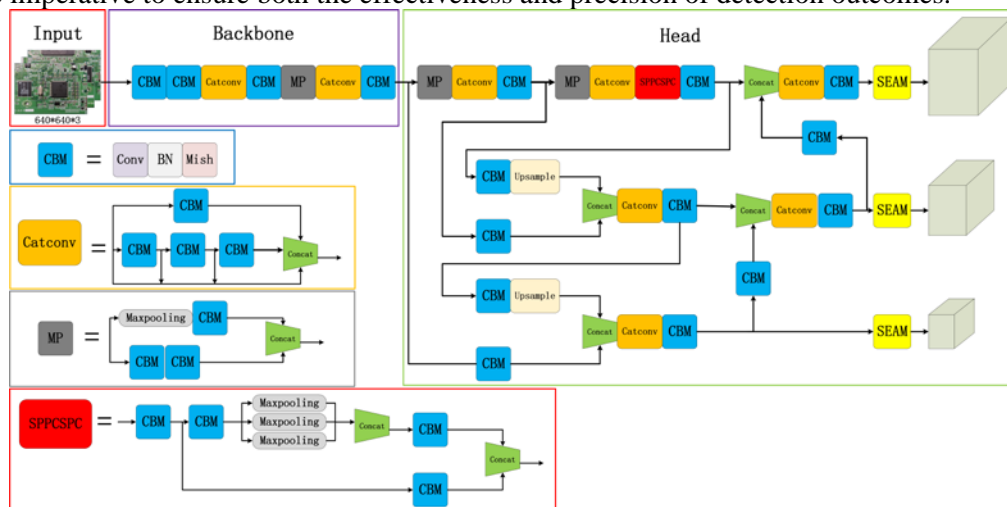 imperative to ensure both the effectiveness and precision of detection outcomes.
Input
Backbone
Head
640*640*3
CBM CBM Catconv CBM MP Catconv CBM
MP Catconv CBM MP Catconv SPPCSPC CBM Concat Catconv CBM SEAM
CBM
CBM = Conv BN Mish
CBM Upsample
Concat Catconv CBM Concat Catconv CBM SEAM
CBM
Catconv = CBM
CBM CBM CBM Concat
CBM
CBM Upsample
Concat Catconv CBM SEAM
CBM
MP = Maxpooling CBM
Concat
CBM CBM
SPPCSPC = CBM CBM Maxpooling
Maxpooling
Maxpooling
Concat CBM
Concat
CBM